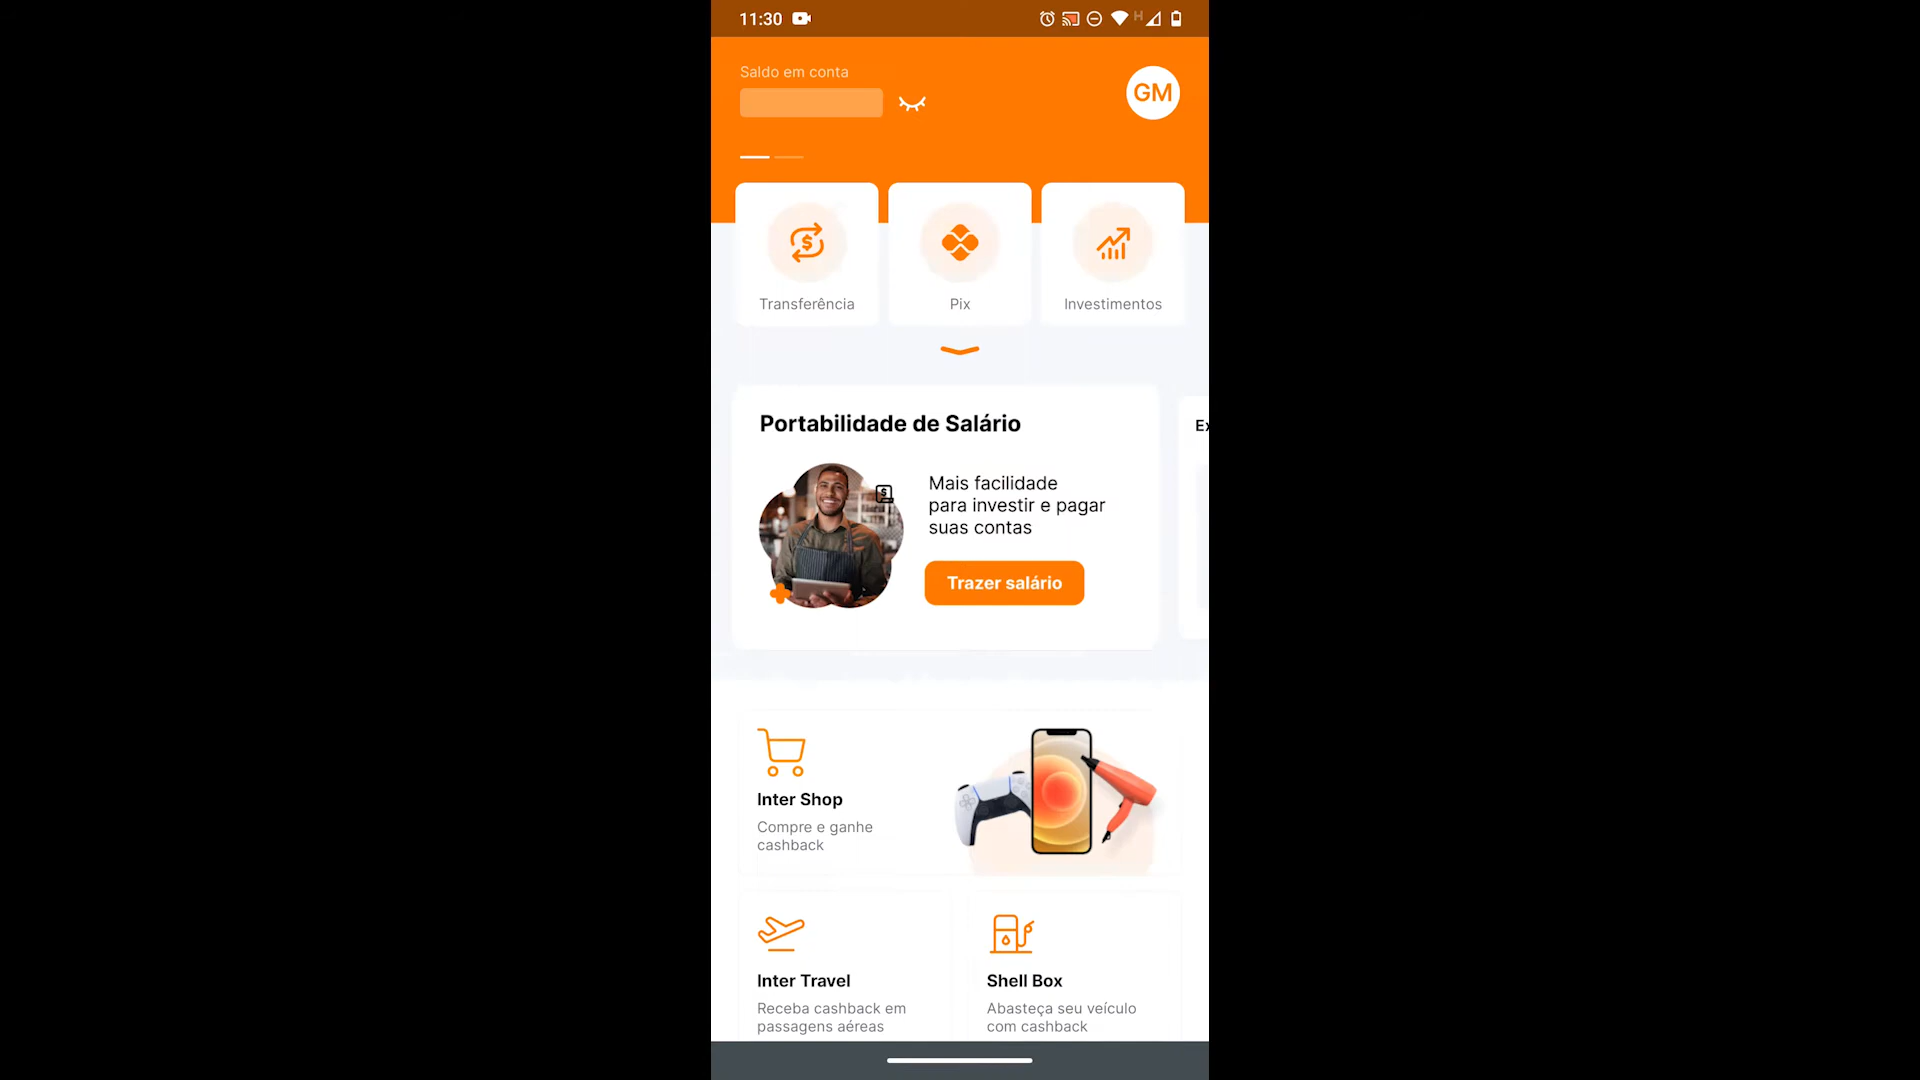 11:30
H
Saldo em conta
GM
Transferência
Pix
Investimentos
Portabilidade de Salário
Mais facilidade
para investir e pagar
suas contas
Trazer salário
Inter Shop
Compre e ganhe
cashback
Inter Travel
Receba cashback em
passagens aéreas
Shell Box
Abasteça seu veículo
com cashback